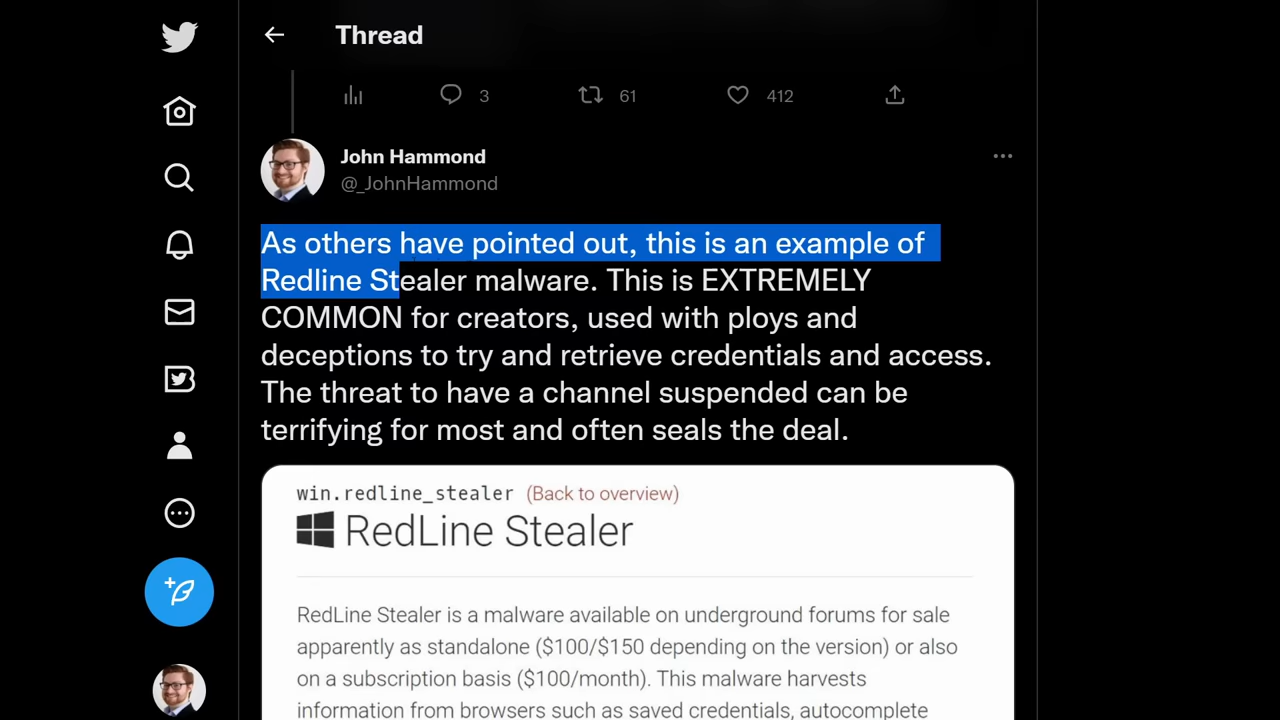 Thread
3 61 412
John Hammond
@_JohnHammond
As others have pointed out, this is an example of
Redline Stealer malware. This is EXTREMELY
COMMON for creators, used with ploys and
deceptions to try and retrieve credentials and access.
The threat to have a channel suspended can be
terrifying for most and often seals the deal.
win.redline_stealer (Back to overview)
RedLine Stealer
RedLine Stealer is a malware available on underground forums for sale
apparently as standalone ($100/$150 depending on the version) or also
on a subscription basis ($100/month). This malware harvests
information from browsers such as saved credentials, autocomplete